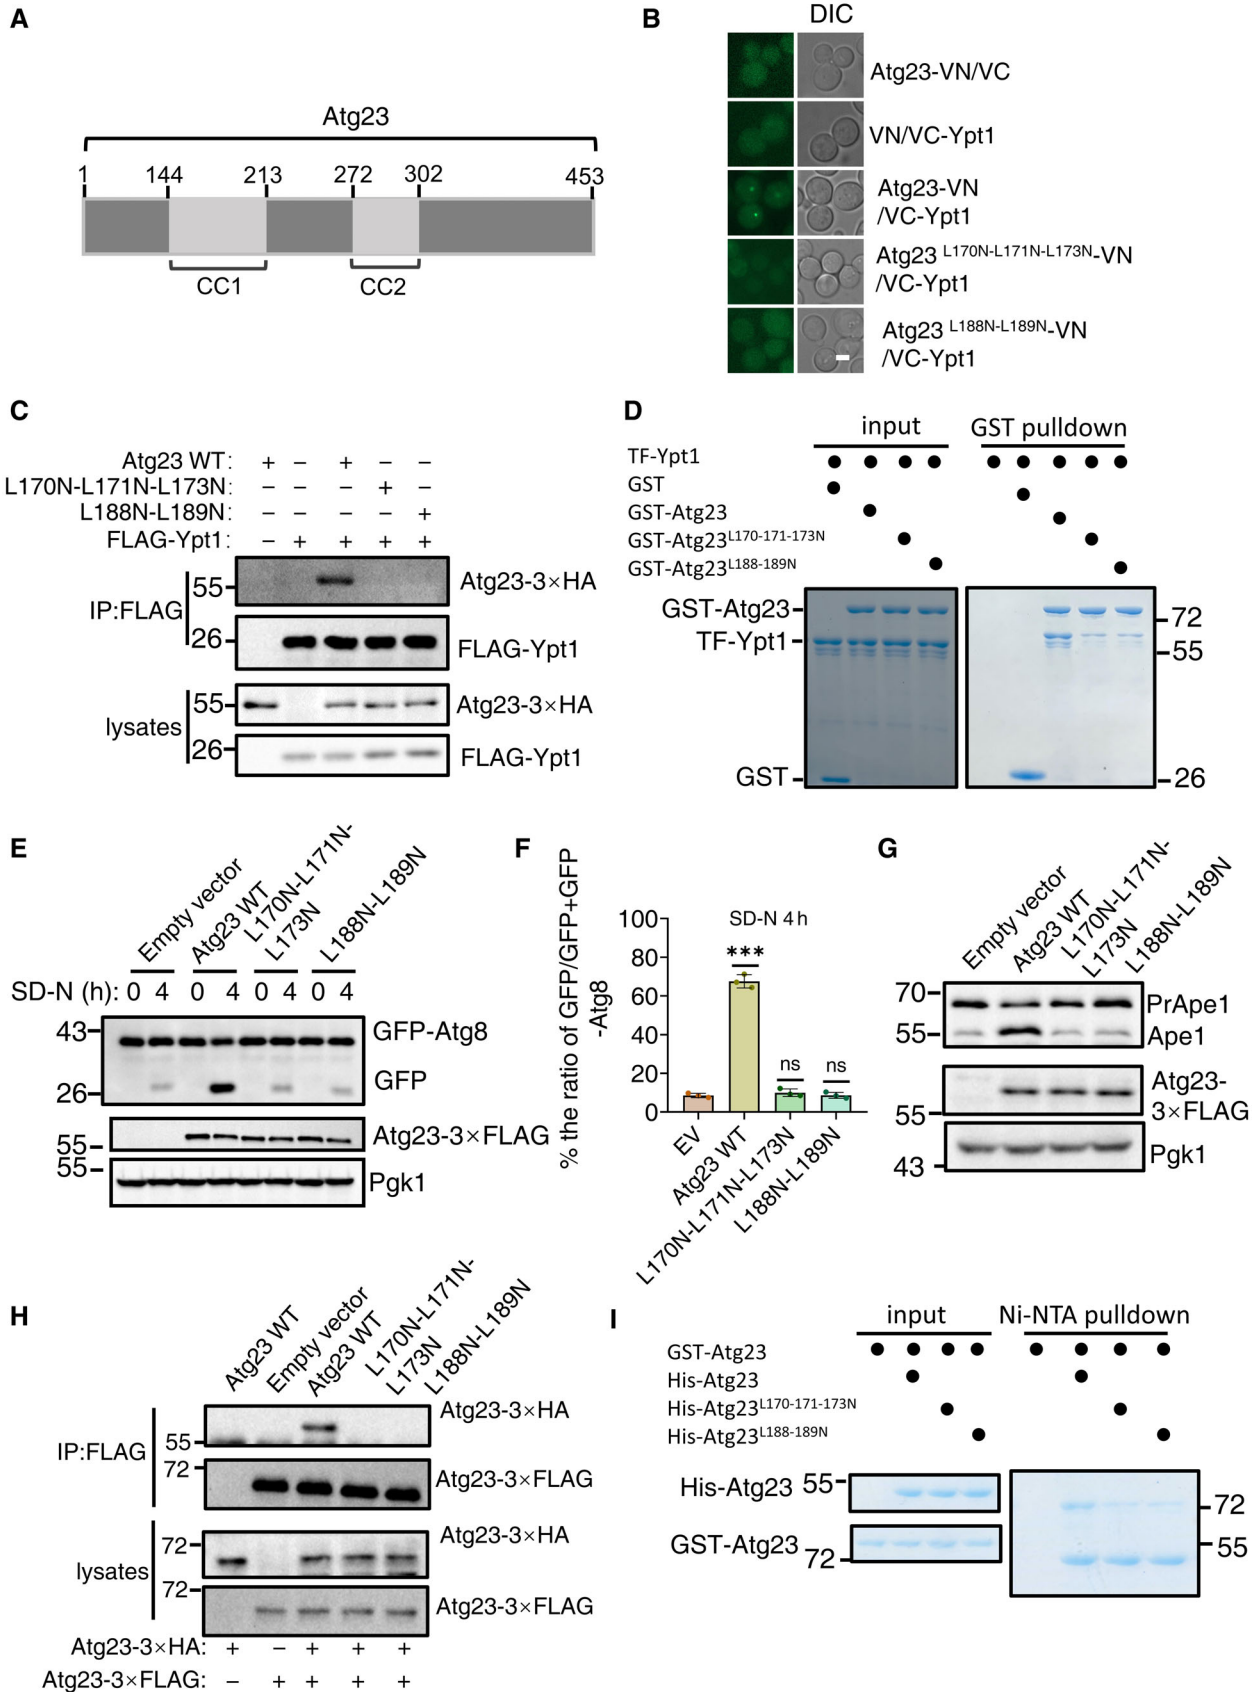 A
Atg23
1 144 213 272 302 453
CC1 CC2
B
DIC
Atg23-VN/VC
VN/VC-Ypt1
Atg23-VN
/VC-Ypt1
Atg23 L170N-L171N-L173N-VN
/VC-Ypt1
Atg23 L188N-L189N-VN
/VC-Ypt1
C
Atg23 WT: + – + – –
L170N-L171N-L173N: – – – + –
L188N-L189N: – – – – +
FLAG-Ypt1: – + + + +
IP:FLAG
55 Atg23-3×HA
26 FLAG-Ypt1
lysates
55 Atg23-3×HA
26 FLAG-Ypt1
D
input GST pulldown
TF-Ypt1
GST
GST-Atg23
GST-Atg23L170-171-173N
GST-Atg23L188-189N
GST-Atg23
TF-Ypt1
GST
72
55
26
E
Empty vector
Atg23 WT
L170N-L171N-
L173N
L188N-L189N
SD-N (h): 0 4 0 4 0 4 0 4
43 GFP-Atg8
26 GFP
55 Atg23-3×FLAG
55 Pgk1
F
% the ratio of GFP/GFP+GFP
-Atg8
SD-N 4 h
100
80
60
40
20
0
***
ns
ns
EV
Atg23 WT
L170N-L171N-L173N
L188N-L189N
G
Empty vector
Atg23 WT
L170N-L171N-
L173N
L188N-L189N
70 PrApe1
55 Ape1
Atg23-
55 3×FLAG
43 Pgk1
H
Atg23 WT
Empty vector
Atg23 WT
L170N-L171N-
L173N
L188N-L189N
IP:FLAG
55 Atg23-3×HA
72 Atg23-3×FLAG
lysates
72 Atg23-3×HA
72 Atg23-3×FLAG
Atg23-3×HA: + – + + +
Atg23-3×FLAG: – + + + +
I
input Ni-NTA pulldown
GST-Atg23
His-Atg23
His-Atg23L170-171-173N
His-Atg23L188-189N
His-Atg23 55
GST-Atg23 72
72
55